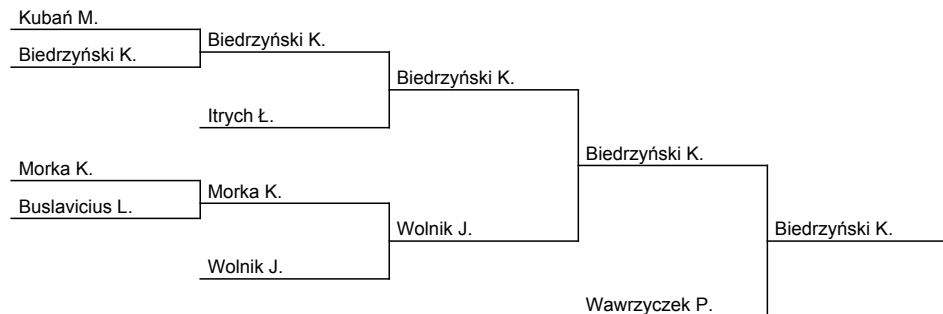 Kubań M.
Biedrzyński K.
Biedrzyński K.
Biedrzyński K.
Itrych Ł.
Biedrzyński K.
Morka K.
Morka K.
Buslavicius L.
Wolnik J.
Biedrzyński K.
Wolnik J.
Wawrzyczek P.